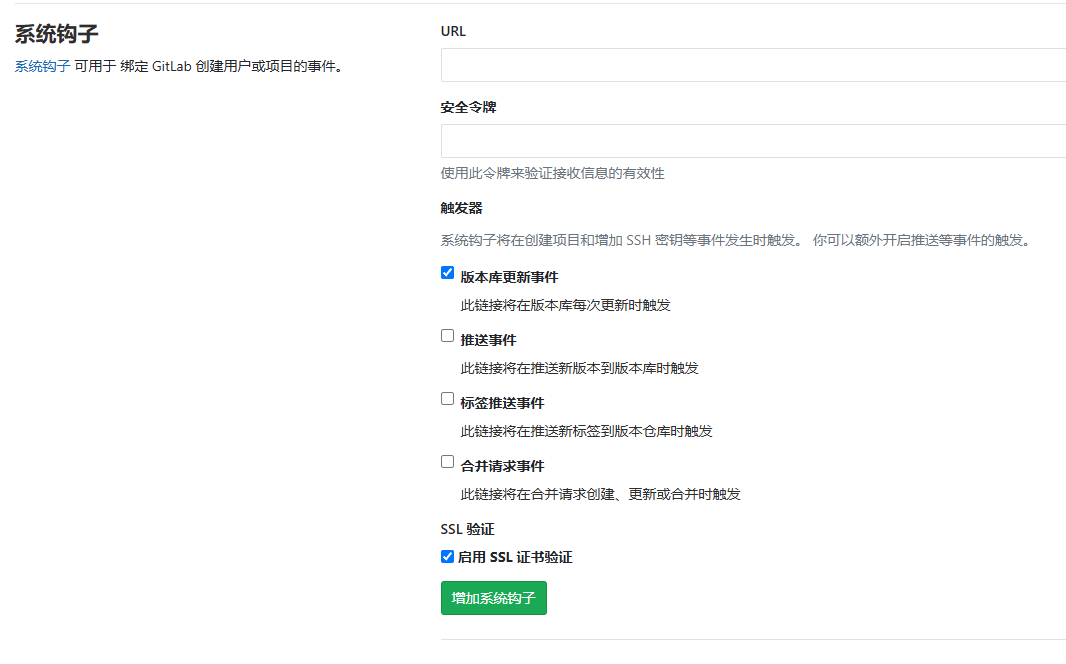 系统钩子
系统钩子 可用于 绑定 GitLab 创建用户或项目的事件。
URL
安全令牌
使用此令牌来验证接收信息的有效性
触发器
系统钩子将在创建项目和增加 SSH 密钥等事件发生时触发。 你可以额外开启推送等事件的触发。
版本库更新事件
此链接将在版本库每次更新时触发
推送事件
此链接将在推送新版本到版本库时触发
标签推送事件
此链接将在推送新标签到版本仓库时触发
合并请求事件
此链接将在合并请求创建、更新或合并时触发
SSL 验证
启用 SSL 证书验证
增加系统钩子